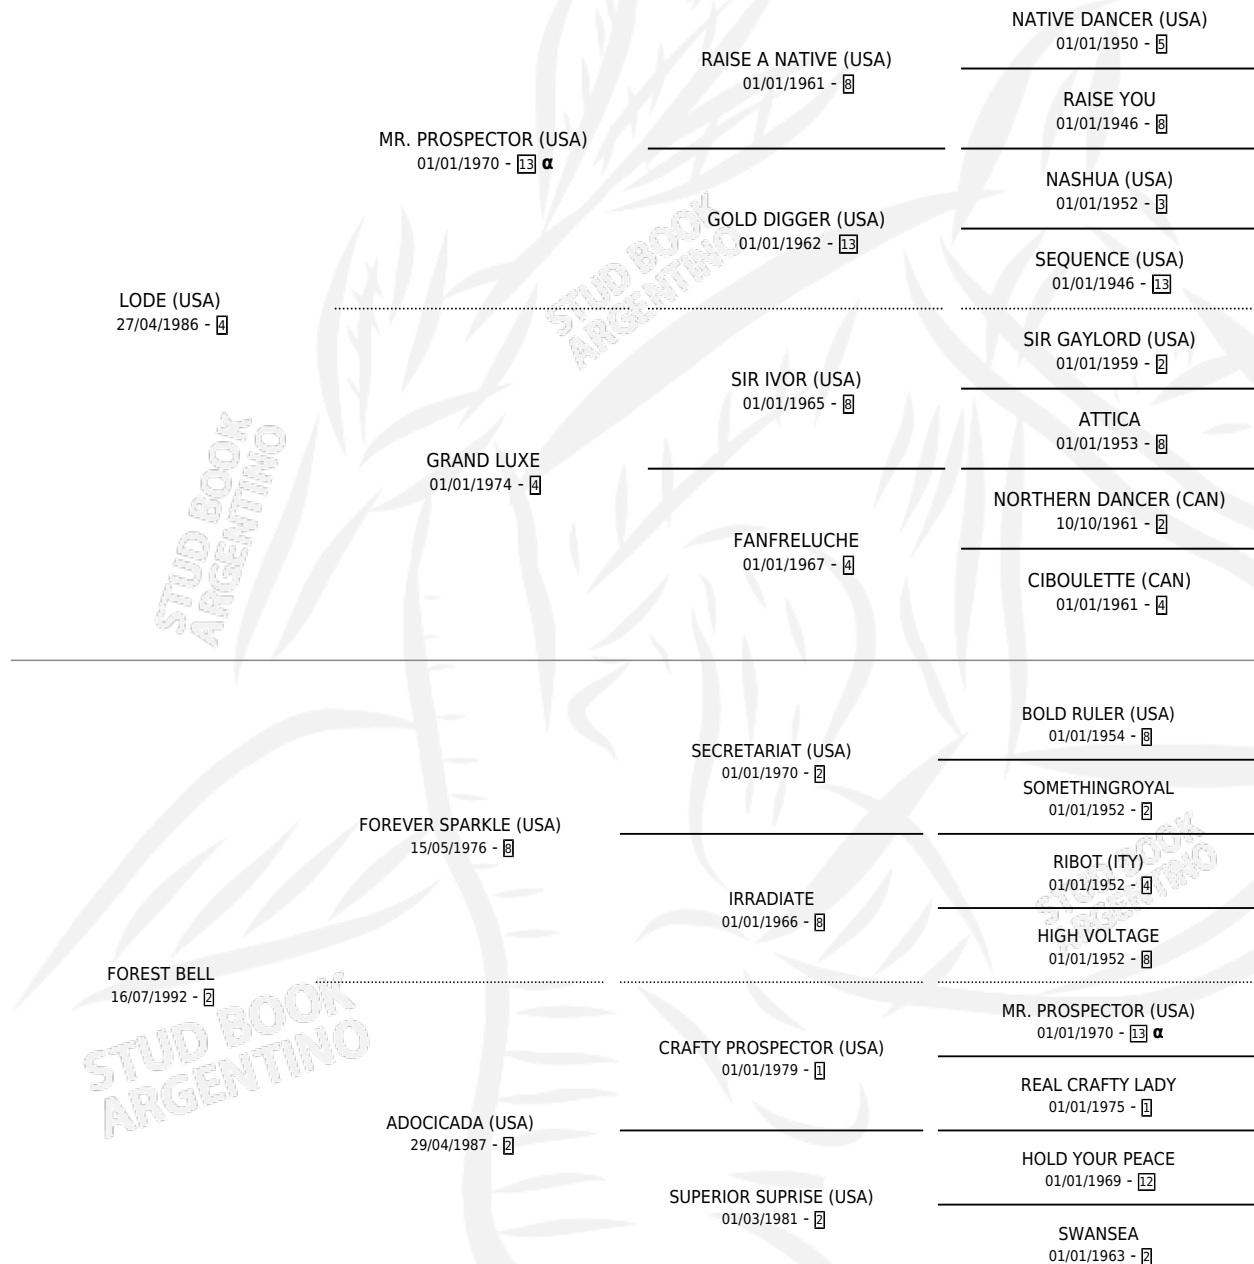 NATIVE DANCER (USA)
01/01/1950 - 5
RAISE A NATIVE (USA)
01/01/1961 - 8
RAISE YOU
01/01/1946 - 8
MR. PROSPECTOR (USA)
01/01/1970 - 13 α
NASHUA (USA)
01/01/1952 - 3
GOLD DIGGER (USA)
01/01/1962 - 13
SEQUENCE (USA)
01/01/1946 - 13
LODE (USA)
27/04/1986 - 4
SIR GAYLORD (USA)
01/01/1959 - 2
SIR IVOR (USA)
01/01/1965 - 8
ATTICA
01/01/1953 - 8
GRAND LUXE
01/01/1974 - 4
NORTHERN DANCER (CAN)
10/10/1961 - 2
FANFRELUCHE
01/01/1967 - 4
CIBOULETTE (CAN)
01/01/1961 - 4
BOLD RULER (USA)
01/01/1954 - 8
SECRETARIAT (USA)
01/01/1970 - 2
SOMETHINGROYAL
01/01/1952 - 2
FOREVER SPARKLE (USA)
15/05/1976 - 8
RIBOT (ITY)
01/01/1952 - 4
IRRADIATE
01/01/1966 - 8
HIGH VOLTAGE
01/01/1952 - 8
FOREST BELL
16/07/1992 - 2
MR. PROSPECTOR (USA)
01/01/1970 - 13 α
CRAFTY PROSPECTOR (USA)
01/01/1979 - 1
REAL CRAFTY LADY
01/01/1975 - 1
ADOCICADA (USA)
29/04/1987 - 2
HOLD YOUR PEACE
01/01/1969 - 12
SUPERIOR SUPRISE (USA)
01/03/1981 - 2
SWANSEA
01/01/1963 - 2
STUD BOOK
ARGENTINO
STUD BOOK
ARGENTINO
STUD BOOK
ARGENTINO
STUD BOOK
ARGENTINO